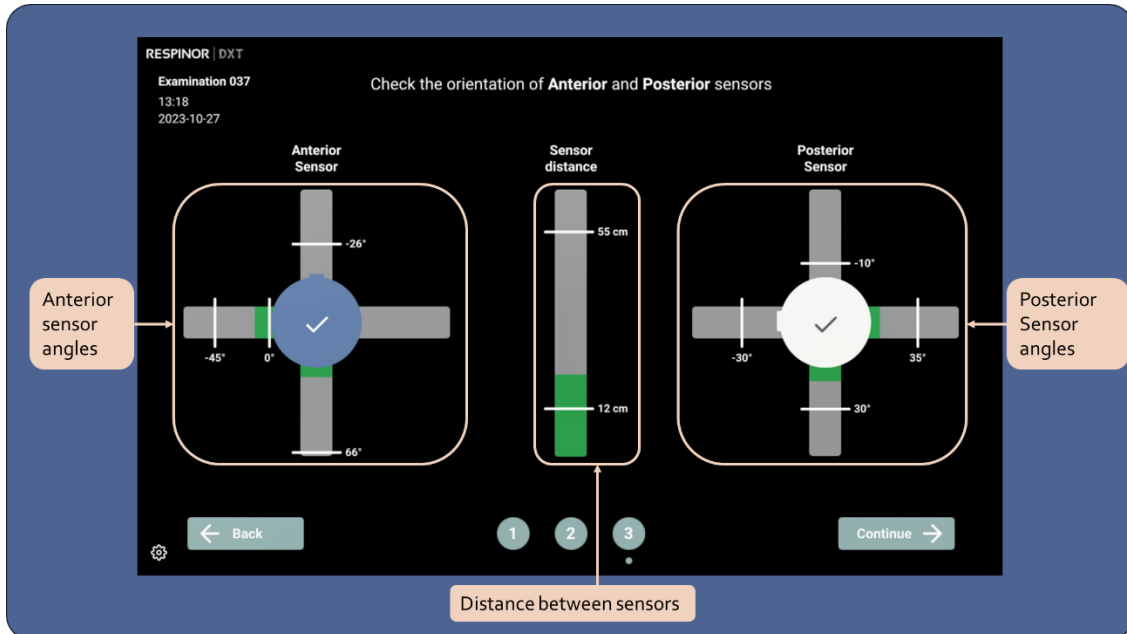 RESPINOR | DXT
Examination 037
13:18
2023-10-27
Check the orientation of Anterior and Posterior sensors
Anterior
Sensor
Sensor
distance
Posterior
Sensor
-26°
-45°
0°
66°
55 cm
12 cm
-10°
-30°
35°
30°
Anterior
sensor
angles
Posterior
Sensor
angles
Back
1
2
3
Continue
Distance between sensors